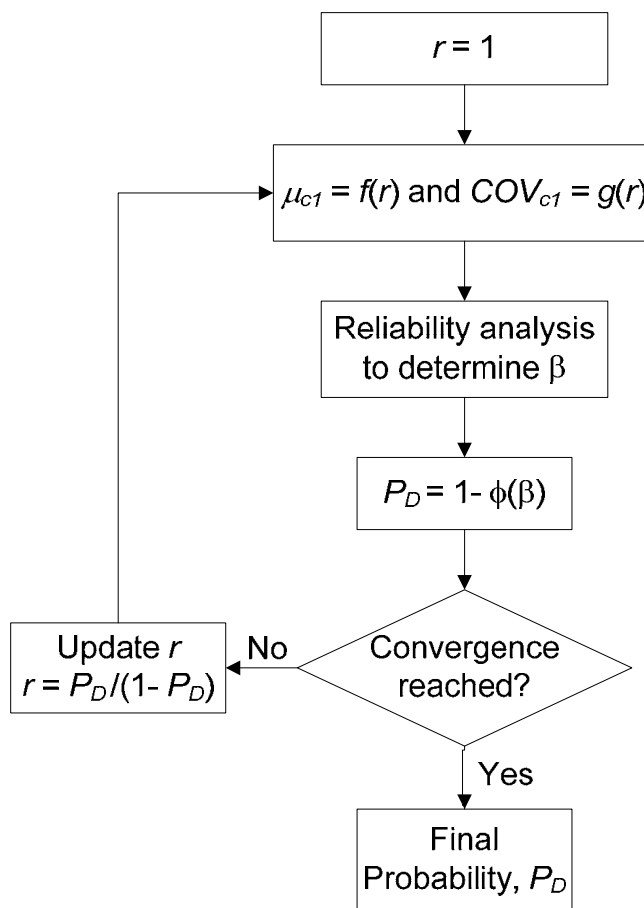 r = 1
μc1 = f(r) and COVc1 = g(r)
Reliability analysis
to determine β
PD = 1- ϕ(β)
Convergence
reached?
No
Update r
r = PD/(1- PD)
Yes
Final
Probability, PD